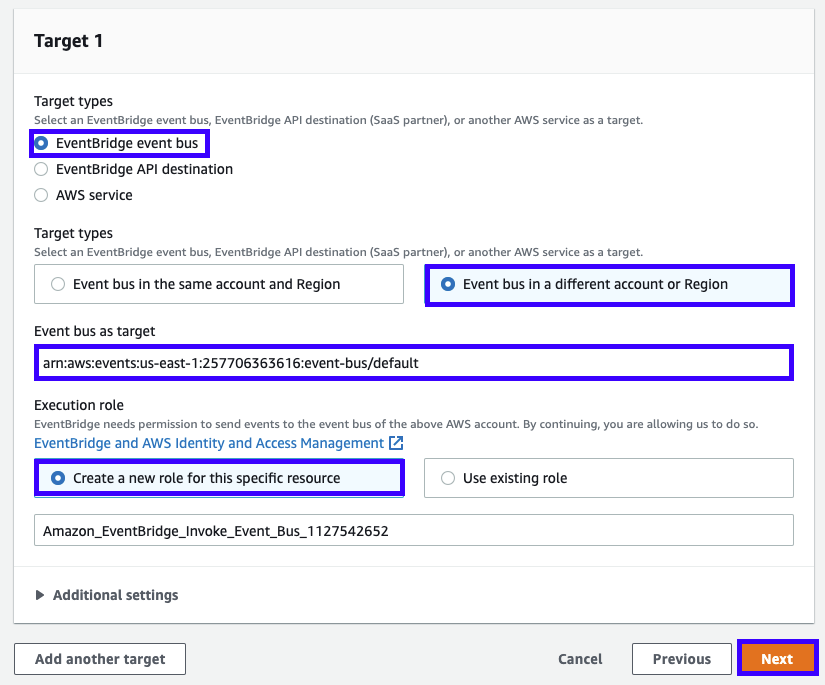 Target 1
Target types
Select an EventBridge event bus, EventBridge API destination (SaaS partner), or another AWS service as a target.
EventBridge event bus
EventBridge API destination
AWS service
Target types
Select an EventBridge event bus, EventBridge API destination (SaaS partner), or another AWS service as a target.
Event bus in the same account and Region
Event bus in a different account or Region
Event bus as target
arn:aws:events:us-east-1:257706363616:event-bus/default
Execution role
EventBridge needs permission to send events to the event bus of the above AWS account. By continuing, you are allowing us to do so.
EventBridge and AWS Identity and Access Management
Create a new role for this specific resource
Use existing role
Amazon_EventBridge_Invoke_Event_Bus_1127542652
Additional settings
Add another target
Cancel
Previous
Next